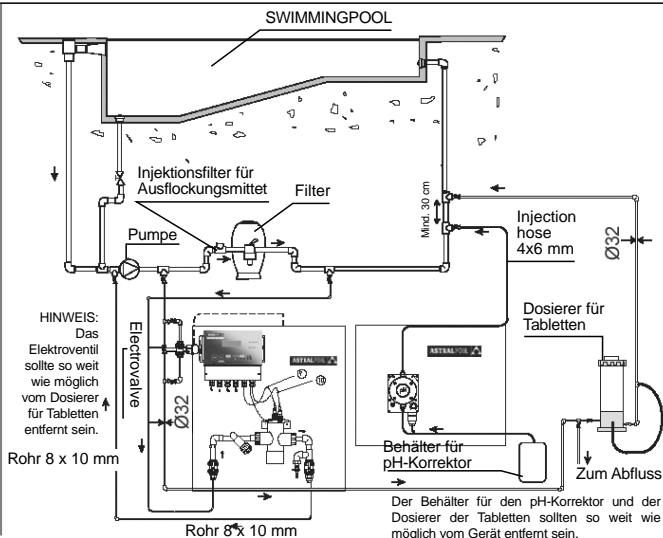 SWIMMINGPOOL
Injektionsfilter für
Ausflockungsmittet
Filter
Pumpe
Mind. 30 cm
Injection
hose
4x6 mm
Ø32
Dosierer für
Tabletten
HINWEIS:
Das
Elektroventil
sollte so weit
wie möglich
vom Dosierer
für Tabletten
entfernt sein.
Electrovalve
Ø32
ASTRALPOOL
ASTRALPOOL
7
10
pH
Rohr 8 x 10 mm
Behälter für
pH-Korrektor
Zum Abfluss
Rohr 8 x 10 mm
Der Behälter für den pH-Korrektor und der
Dosierer der Tabletten sollten so weit wie
möglich vom Gerät entfernt sein.